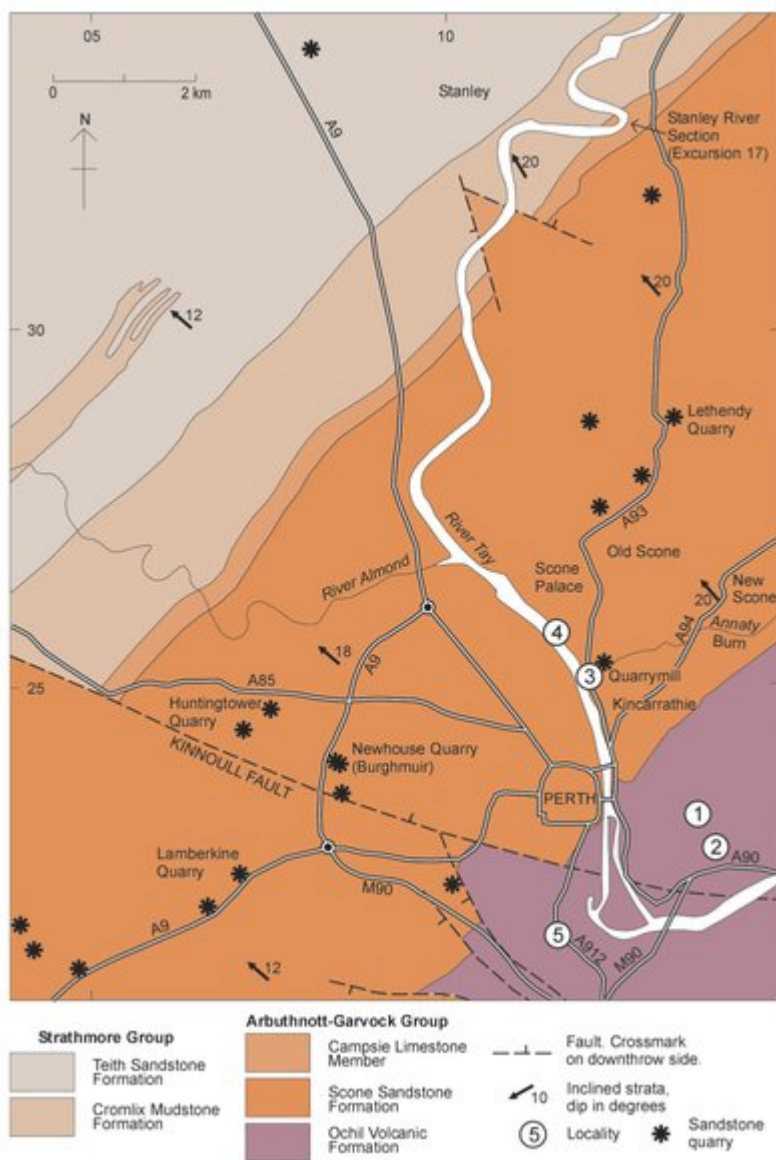 05
10
0
2 km
N
A9
Stanley
Stanley River
Section
(Excursion 17)
20
20
12
30
Lethendy
Quarry
A93
River Tay
Old Scone
Scone
Palace
River Almond
New
Scone
20
A94
Annaty
Burn
4
18
A9
3
Quarrymill
25
A85
Huntingtower
Quarry
Kincarrathie
KINNOULL FAULT
Newhouse Quarry
(Burghmuir)
PERTH
1
2
A90
Lamberkine
Quarry
M90
A9
5
A912
M90
12
Strathmore Group
Teith Sandstone
Formation
Cromlix Mudstone
Formation
Arbuthnott-Garvock Group
Campsie Limestone
Member
Scone Sandstone
Formation
Ochil Volcanic
Formation
Fault. Crossmark
on downthrow side.
10
Inclined strata,
dip in degrees
5
Locality
Sandstone
quarry